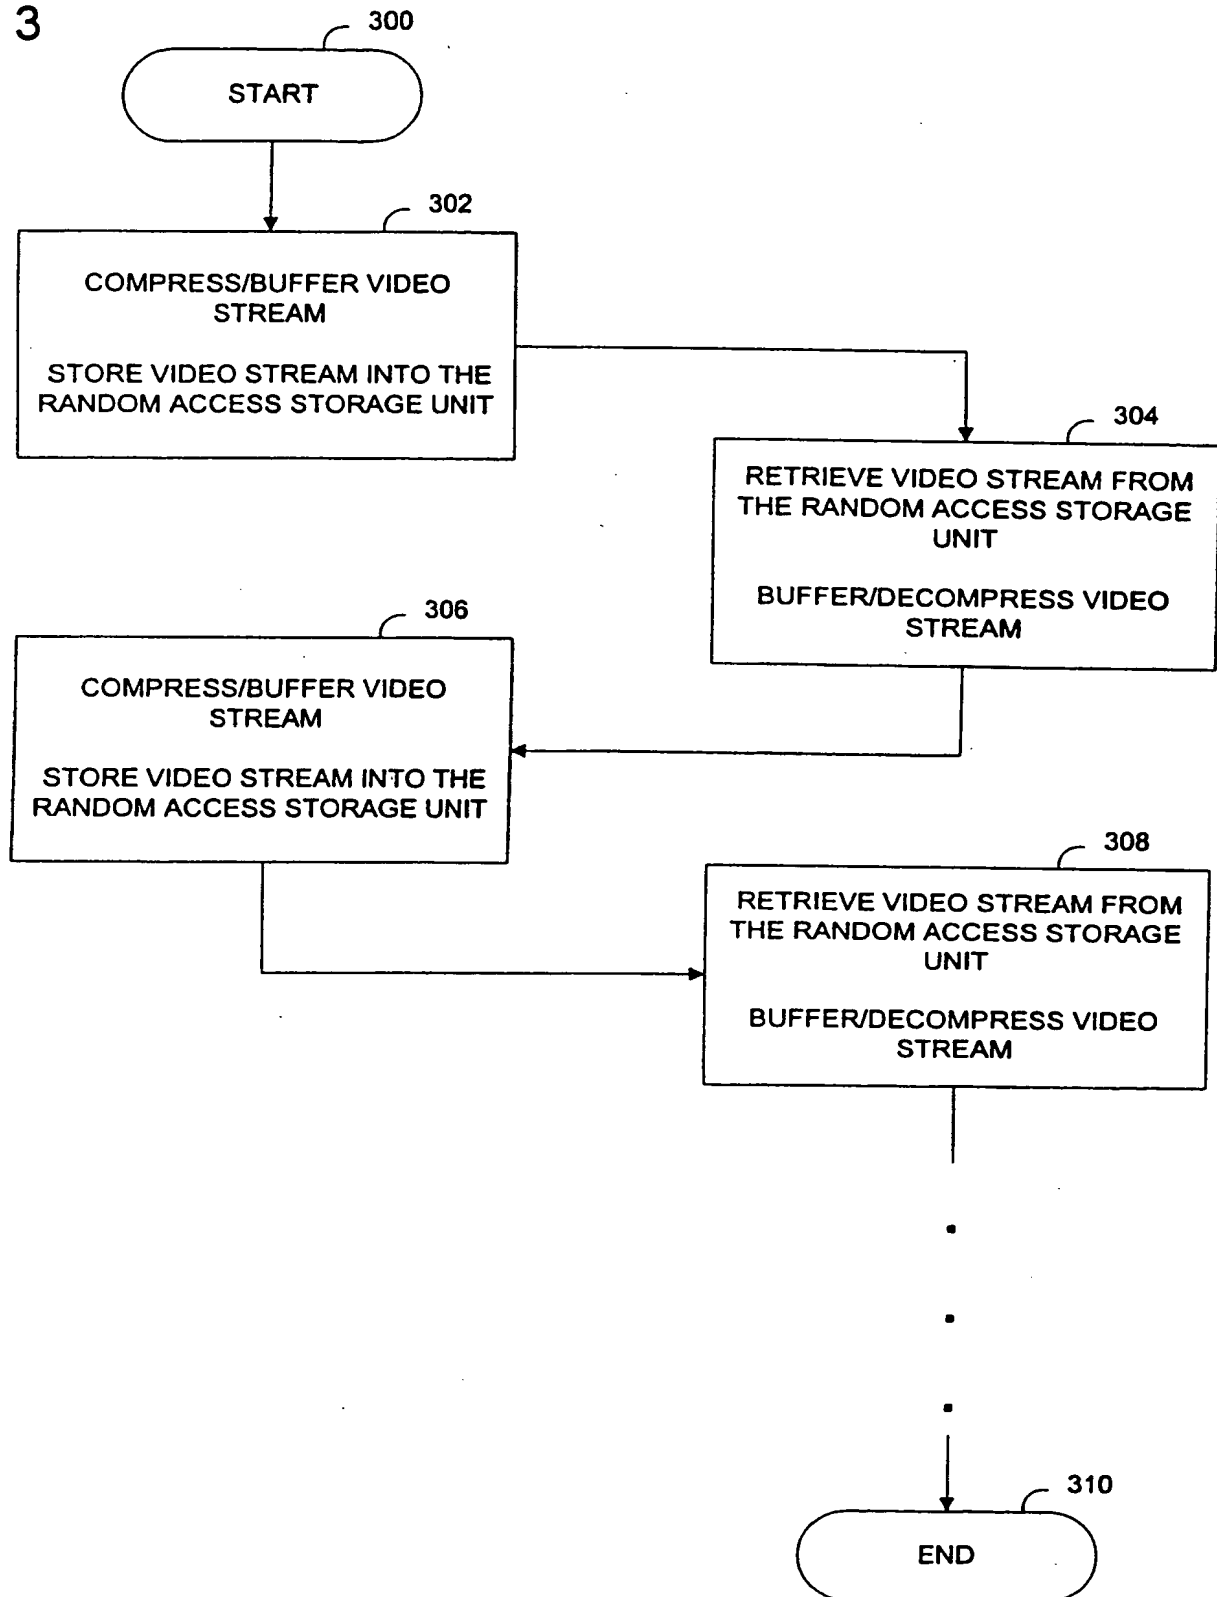 3
300
START
302
COMPRESS/BUFFER VIDEO
STREAM
STORE VIDEO STREAM INTO THE
RANDOM ACCESS STORAGE UNIT
304
RETRIEVE VIDEO STREAM FROM
THE RANDOM ACCESS STORAGE
UNIT
BUFFER/DECOMPRESS VIDEO
STREAM
306
COMPRESS/BUFFER VIDEO
STREAM
STORE VIDEO STREAM INTO THE
RANDOM ACCESS STORAGE UNIT
308
RETRIEVE VIDEO STREAM FROM
THE RANDOM ACCESS STORAGE
UNIT
BUFFER/DECOMPRESS VIDEO
STREAM
310
END